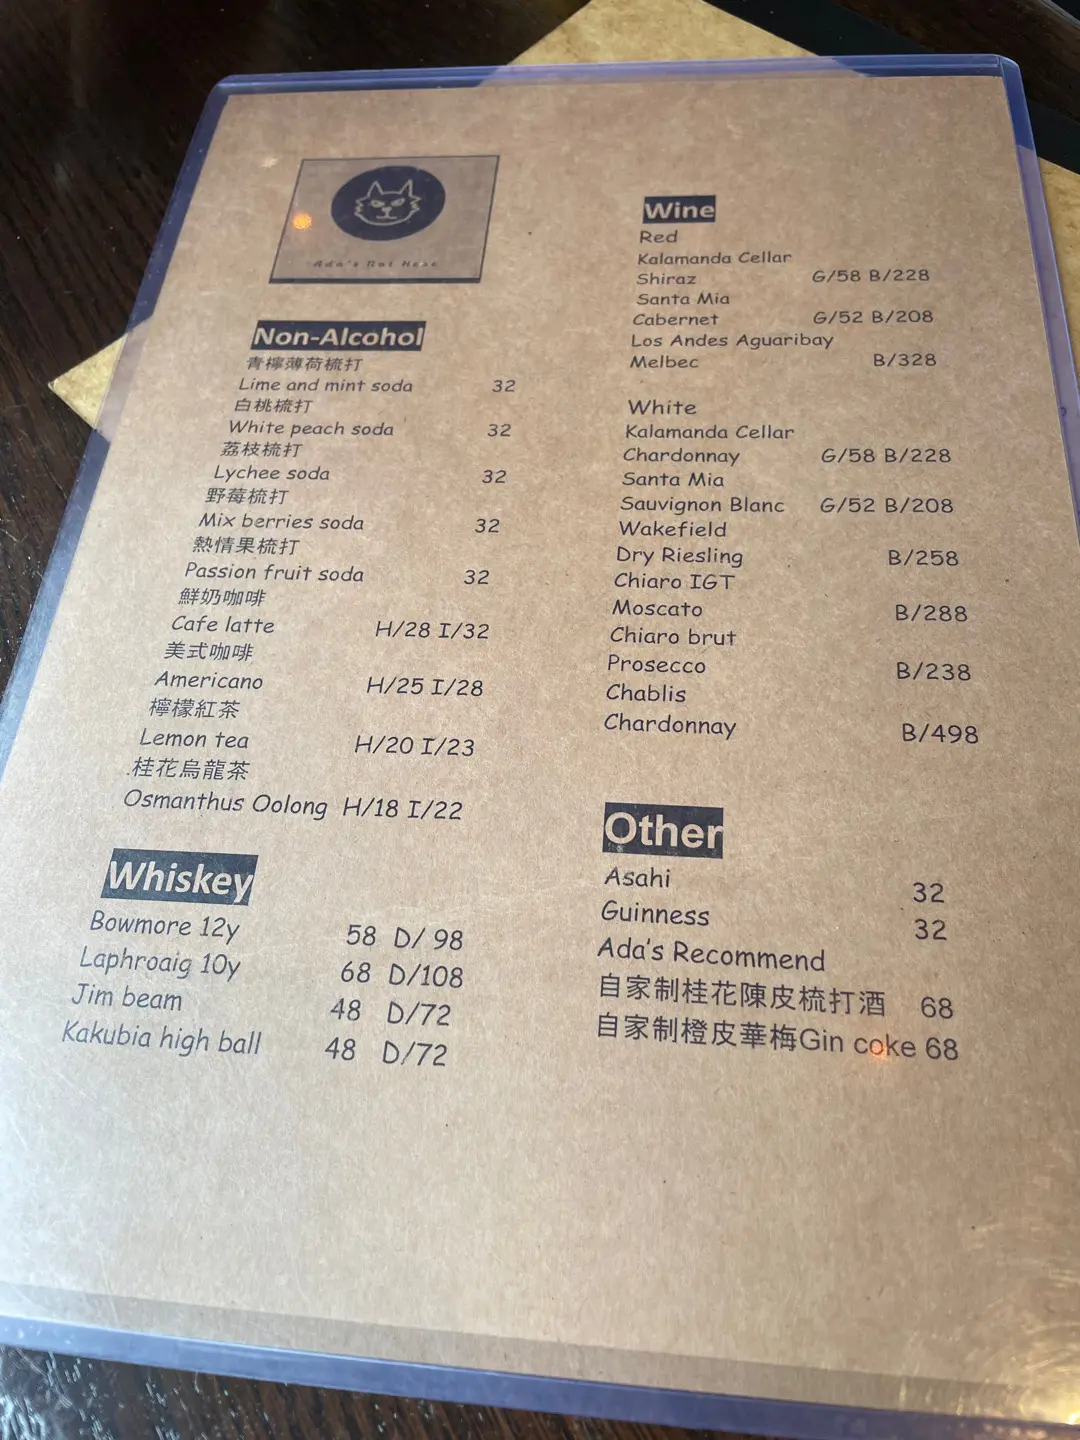 Ada's Not Here
Non-Alcohol
青檸薄荷梳打
Lime and mint soda 32
白桃梳打
White peach soda 32
荔枝梳打
Lychee soda 32
野莓梳打
Mix berries soda 32
熱情果梳打
Passion fruit soda 32
鮮奶咖啡
Cafe latte H/28 I/32
美式咖啡
Americano H/25 I/28
檸檬紅茶
Lemon tea H/20 I/23
.桂花烏龍茶
Osmanthus Oolong H/18 I/22
Whiskey
Bowmore 12y 58 D/ 98
Laphroaig 10y 68 D/108
Jim beam 48 D/72
Kakubia high ball 48 D/72
Wine
Red
Kalamanda Cellar
Shiraz G/58 B/228
Santa Mia
Cabernet G/52 B/208
Los Andes Aguaribay
Melbec B/328
White
Kalamanda Cellar
Chardonnay G/58 B/228
Santa Mia
Sauvignon Blanc G/52 B/208
Wakefield
Dry Riesling B/258
Chiaro IGT
Moscato B/288
Chiaro brut
Prosecco B/238
Chablis
Chardonnay B/498
Other
Asahi 32
Guinness 32
Ada's Recommend
自家制桂花陳皮梳打酒 68
自家制橙皮華梅Gin coke 68